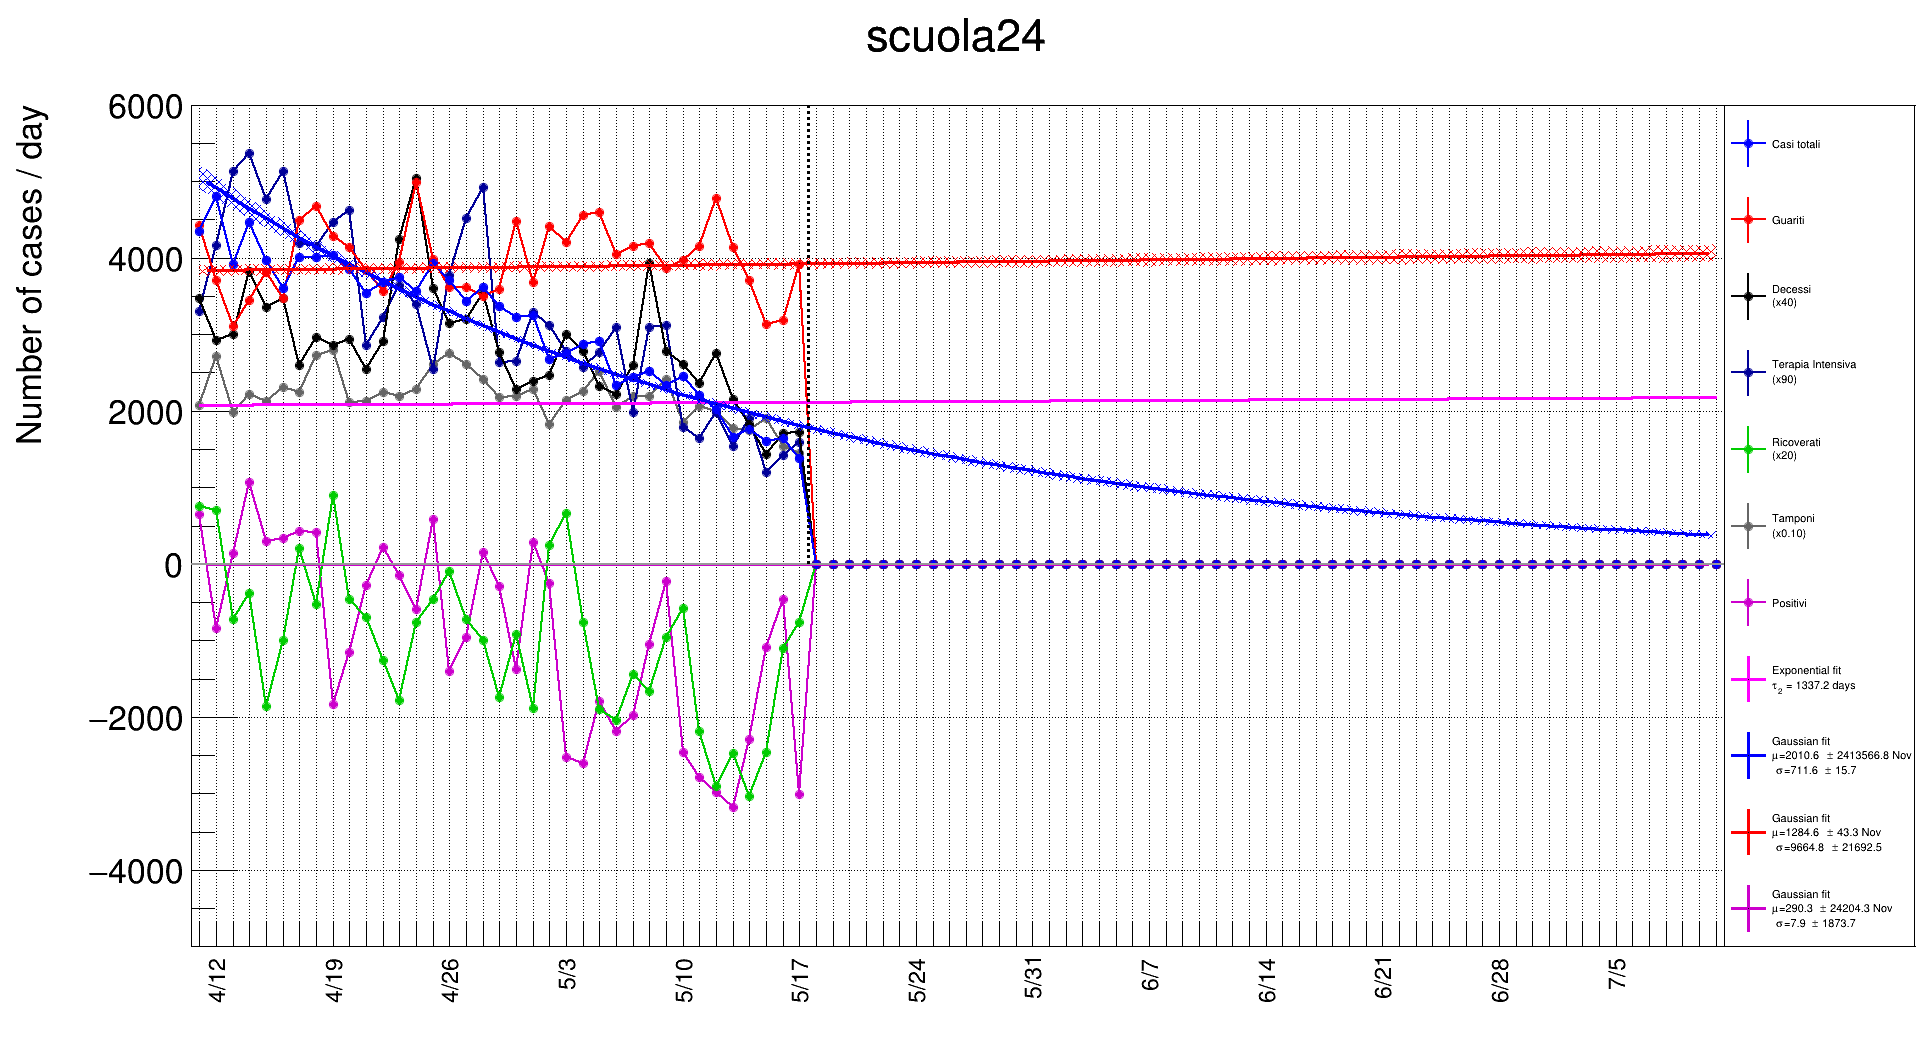 scuola24
Number of cases / day
6000
4000
2000
0
−2000
−4000
4/12
4/19
4/26
5/3
5/10
5/17
5/24
5/31
6/7
6/14
6/21
6/28
7/5
Casi totali
Guariti
Decessi
(x40)
Terapia Intensiva
(x90)
Ricoverati
(x20)
Tamponi
(x0.10)
Positivi
Exponential fit
τ2 = 1337.2 days
Gaussian fit
μ=2010.6 ± 2413566.8 Nov
σ=711.6 ± 15.7
Gaussian fit
μ=1284.6 ± 43.3 Nov
σ=9664.8 ± 21692.5
Gaussian fit
μ=290.3 ± 24204.3 Nov
σ=7.9 ± 1873.7